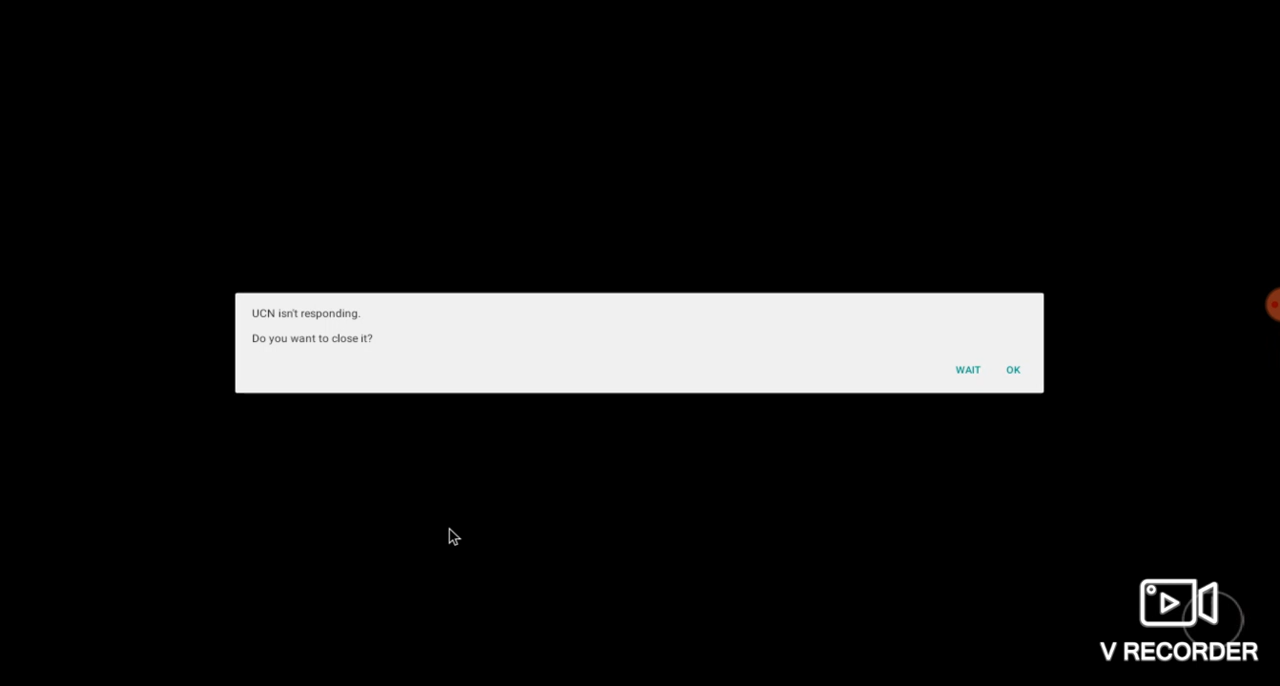 UCN isn't responding.
Do you want to close it?
WAIT OK
V RECORDER